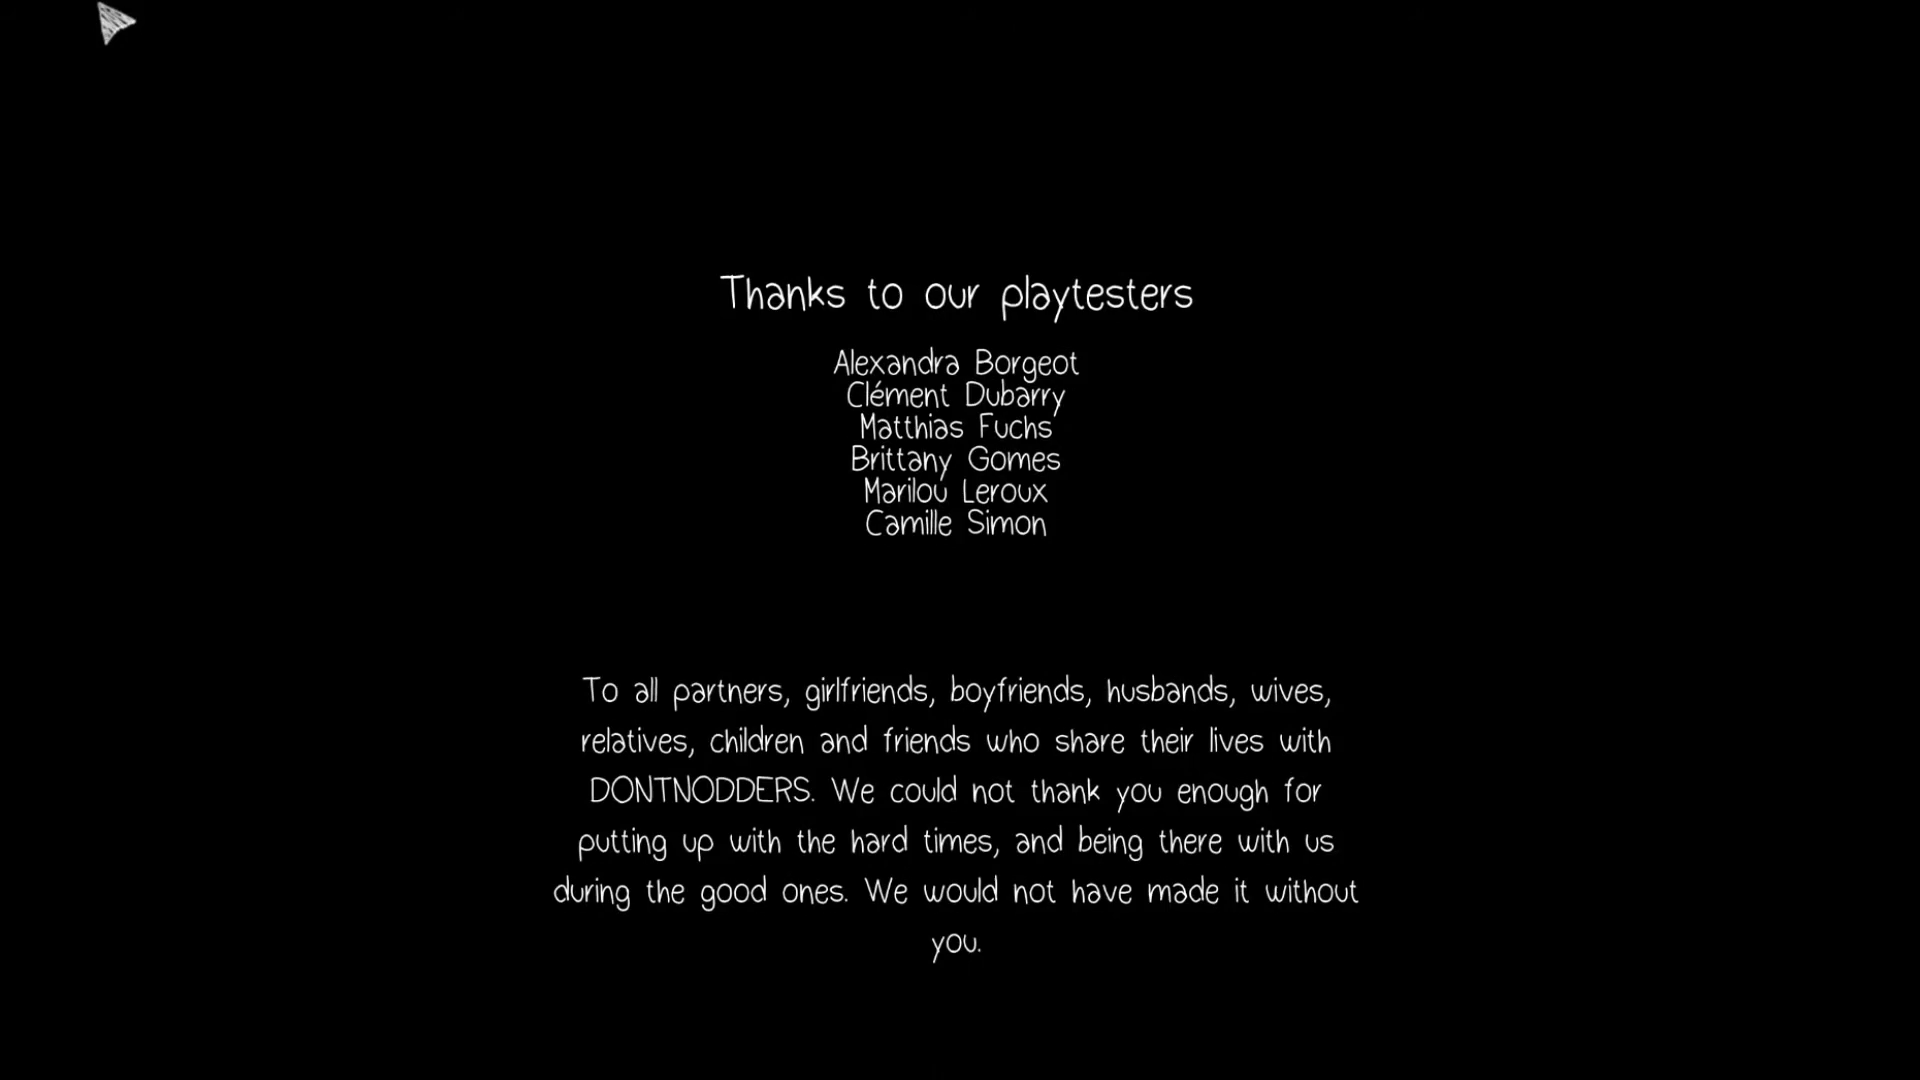 Thanks to our playtesters
Alexandra Borgeot
Clément Dubarry
Matthias Fuchs
Brittany Gomes
Marilou Leroux
Camille Simon
To all partners, girlfriends, boyfriends, husbands, wives,
relatives, children and friends who share their lives with
DONTNODDERS. We could not thank you enough for
putting up with the hard times, and being there with us
during the good ones. We would not have made it without
you.